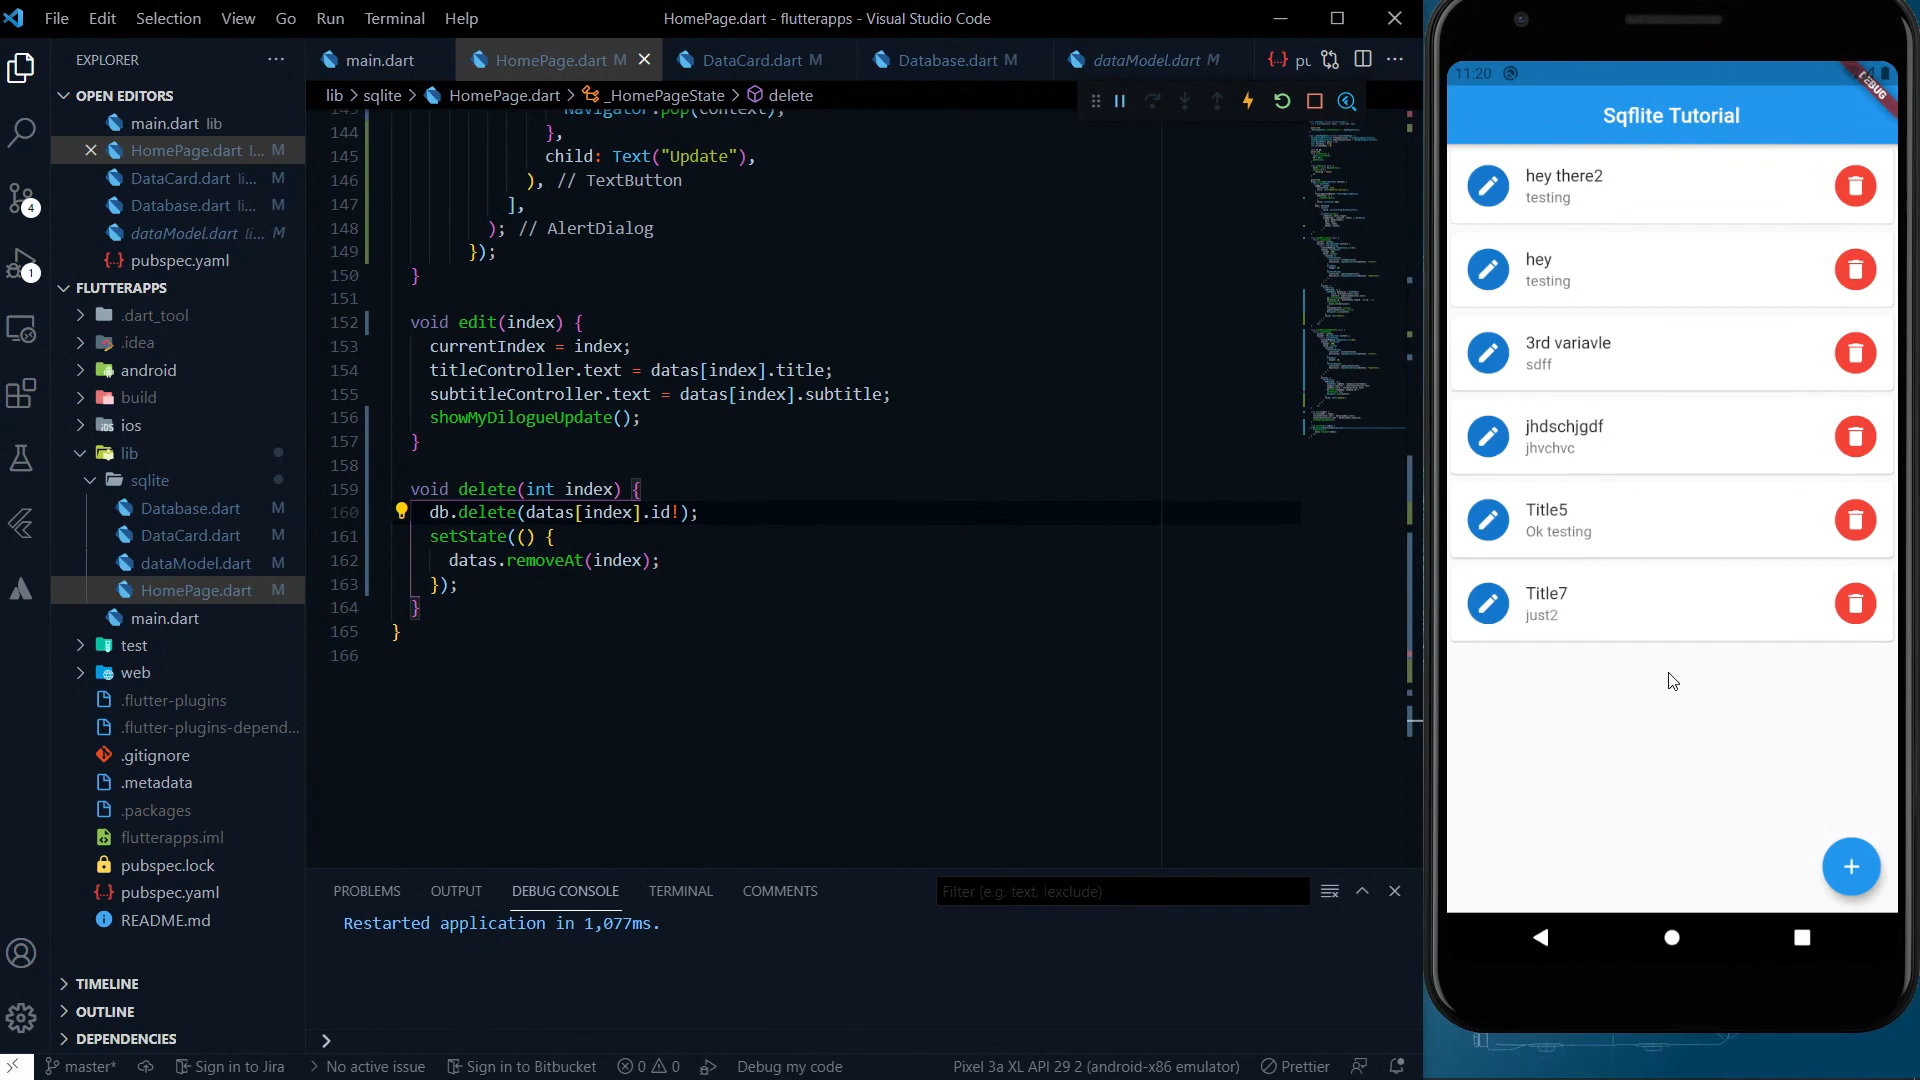 File Edit Selection View Go Run Terminal Help
HomePage.dart - flutterapps - Visual Studio Code
EXPLORER
main.dart
HomePage.dart M
DataCard.dart M
Database.dart M
dataModel.dart M
OPEN EDITORS
main.dart lib
HomePage.dart l... M
DataCard.dart li... M
Database.dart li... M
dataModel.dart li... M
pubspec.yaml
FLUTTERAPPS
.dart_tool
.idea
android
build
ios
lib
sqlite
Database.dart M
DataCard.dart M
dataModel.dart M
HomePage.dart M
main.dart
test
web
.flutter-plugins
.flutter-plugins-depend...
.gitignore
.metadata
.packages
flutterapps.iml
pubspec.lock
pubspec.yaml
README.md
TIMELINE
OUTLINE
DEPENDENCIES
4
1
lib > sqlite > HomePage.dart > _HomePageState > delete
Navigator.pop(context);
144 },
145 child: Text("Update"),
146 ), // TextButton
147 ],
148 ); // AlertDialog
149 });
150 }
151
152 void edit(index) {
153 currentIndex = index;
154 titleController.text = datas[index].title;
155 subtitleController.text = datas[index].subtitle;
156 showMyDilogueUpdate();
157 }
158
159 void delete(int index) {
160 db.delete(datas[index].id!);
161 setState(() {
162 datas.removeAt(index);
163 });
164 }
165 }
166
PROBLEMS OUTPUT DEBUG CONSOLE TERMINAL COMMENTS
Filter (e.g. text, !exclude)
Restarted application in 1,077ms.
master* Sign in to Jira No active issue Sign in to Bitbucket 0 0 Debug my code Pixel 3a XL API 29 2 (android-x86 emulator) Prettier
11:20
DEBUG
Sqflite Tutorial
hey there2
testing
hey
testing
3rd variavle
sdff
jhdschjgdf
jhvchvc
Title5
Ok testing
Title7
just2